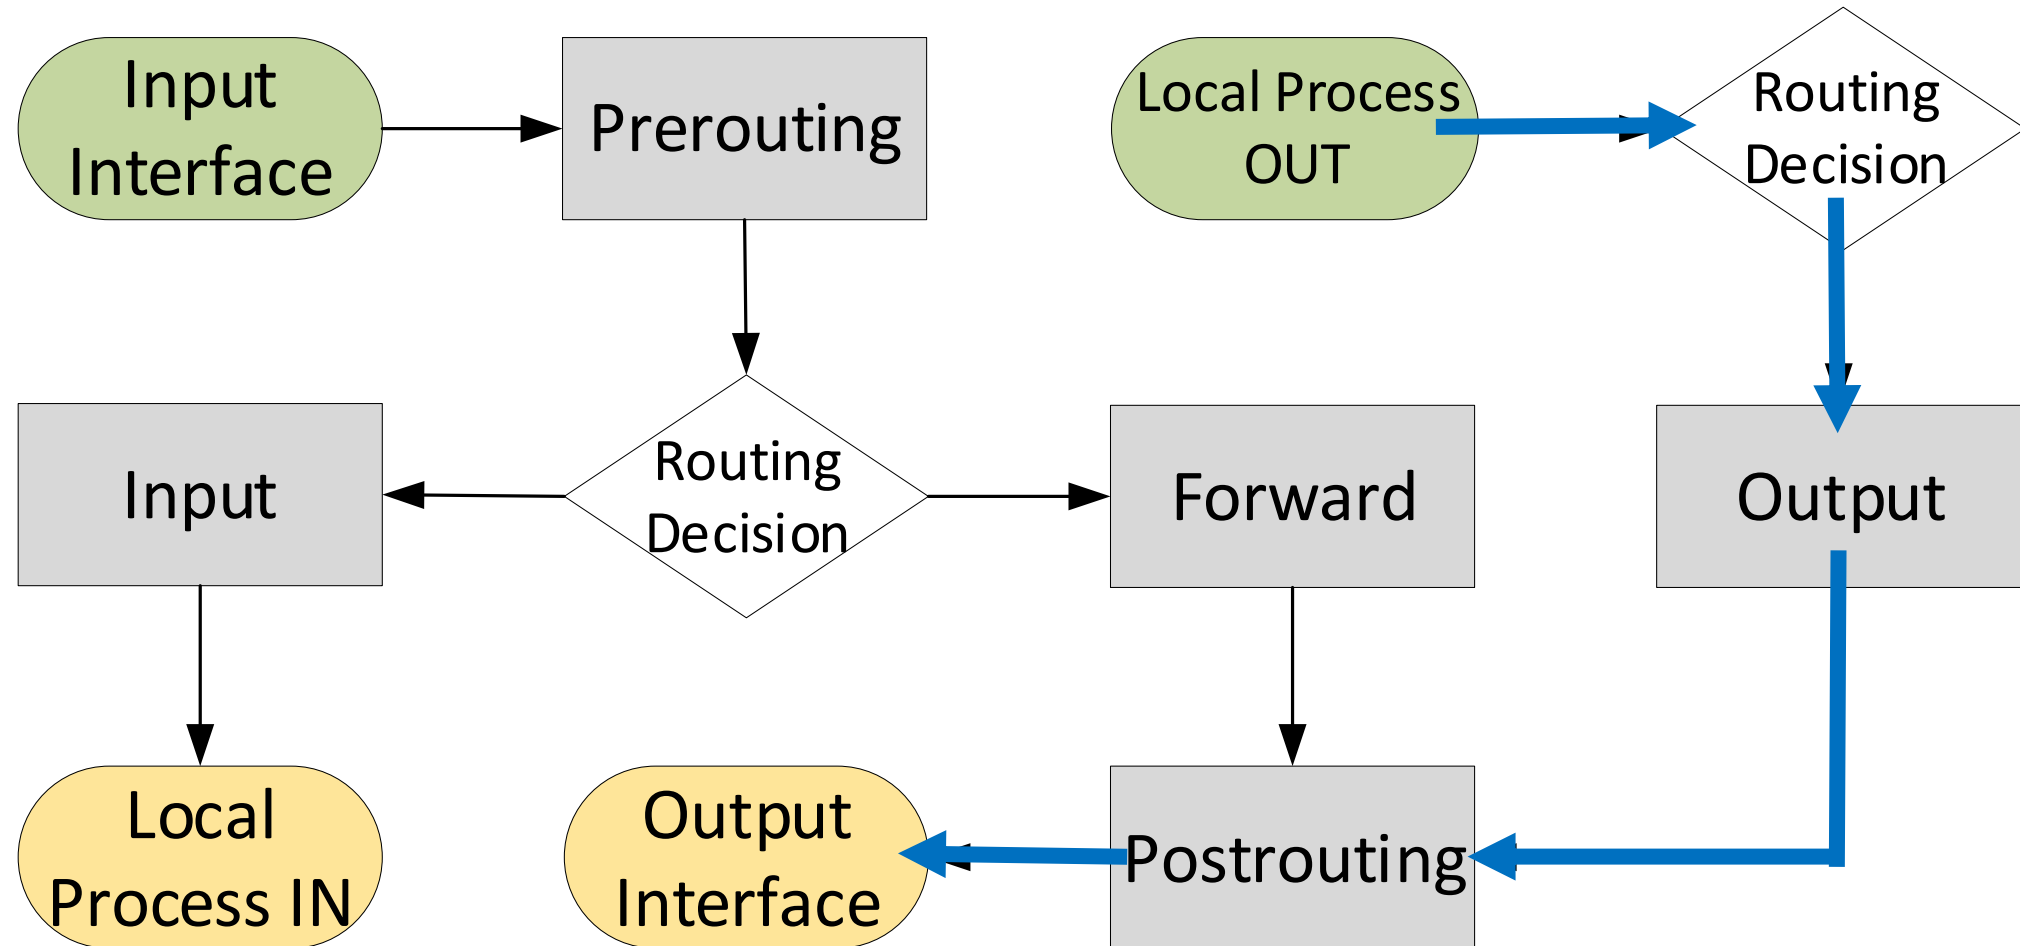 Input
Interface
Prerouting
Local Process
OUT
Routing
Decision
Input
Routing
Decision
Forward
Output
Local
Process IN
Output
Interface
Postrouting